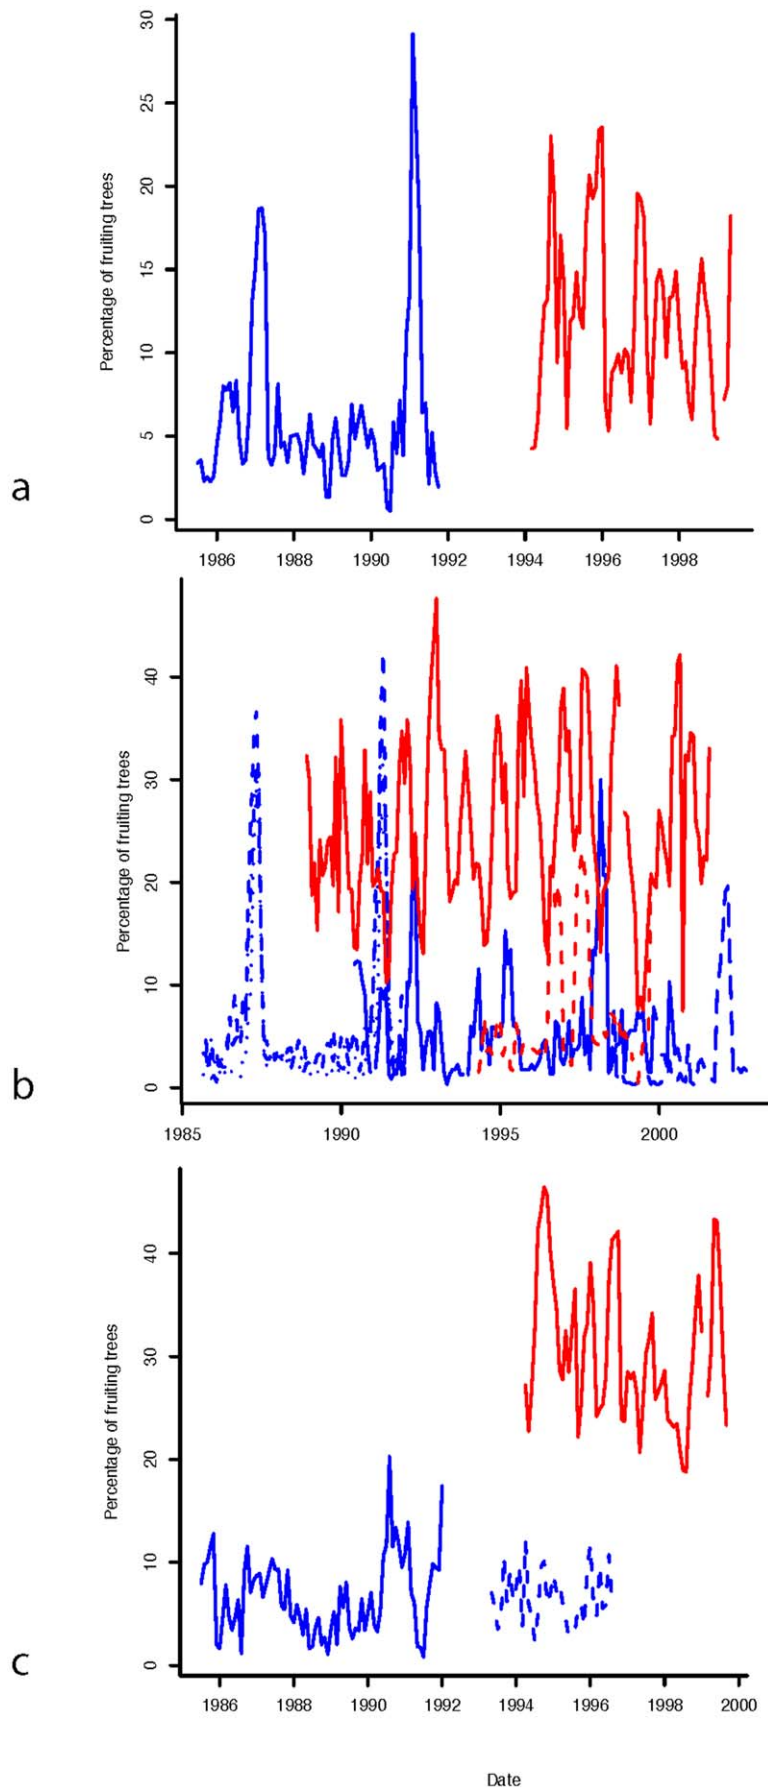 30
25
20
15
10
5
0
Percentage of fruiting trees
a
1986 1988 1990 1992 1994 1996 1998
40
30
20
10
0
Percentage of fruiting trees
b
1985 1990 1995 2000
40
30
20
10
0
Percentage of fruiting trees
c
1986 1988 1990 1992 1994 1996 1998 2000
Date